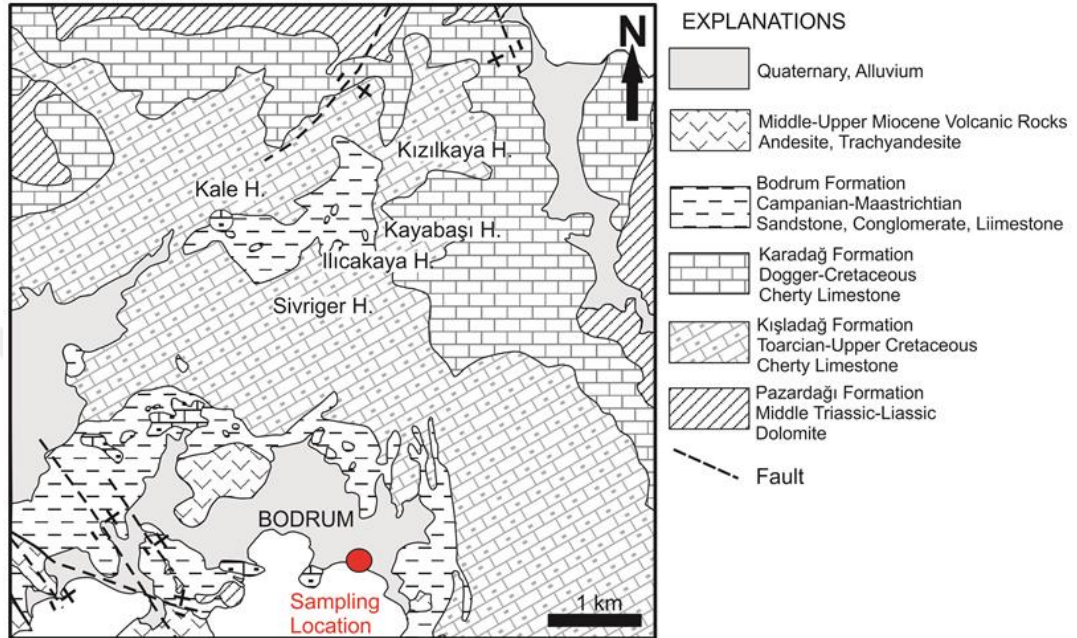 N
Kızılkaya H.
Kale H.
Kayabaşı H.
Ilıcakaya H.
Sivriger H.
BODRUM
Sampling
Location
1 km
EXPLANATIONS
Quaternary, Alluvium
Middle-Upper Miocene Volcanic Rocks
Andesite, Trachyandesite
Bodrum Formation
Campanian-Maastrichtian
Sandstone, Conglomerate, Liimestone
Karadağ Formation
Dogger-Cretaceous
Cherty Limestone
Kışladağ Formation
Toarcian-Upper Cretaceous
Cherty Limestone
Pazardağı Formation
Middle Triassic-Liassic
Dolomite
Fault